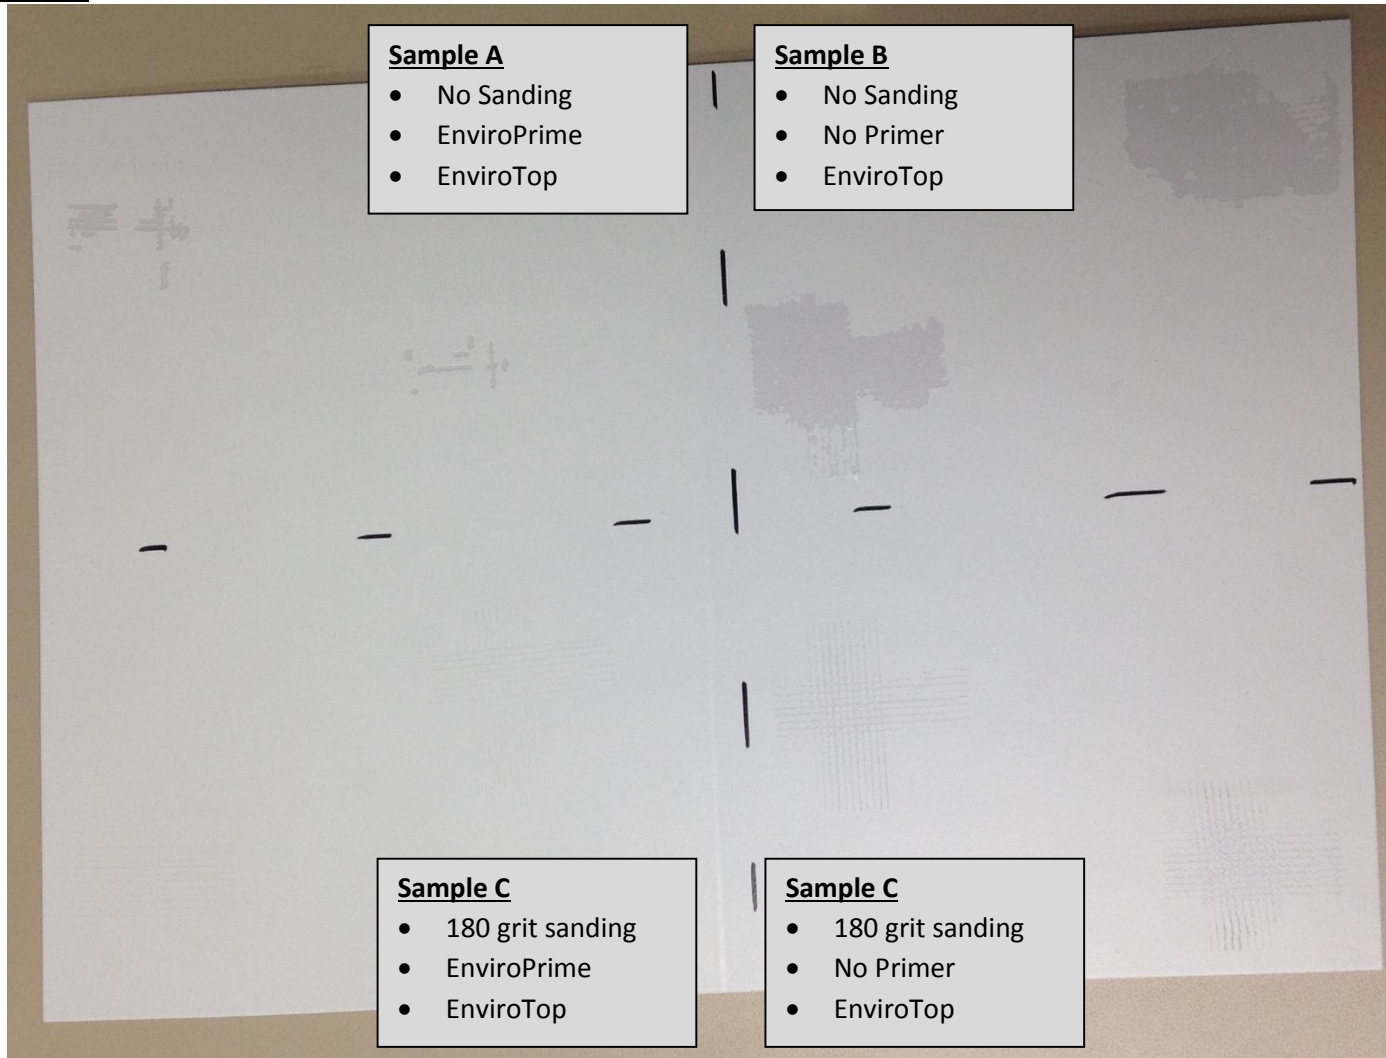 Sample A
• No Sanding
• EnviroPrime
• EnviroTop
Sample B
• No Sanding
• No Primer
• EnviroTop
Sample C
• 180 grit sanding
• EnviroPrime
• EnviroTop
Sample C
• 180 grit sanding
• No Primer
• EnviroTop